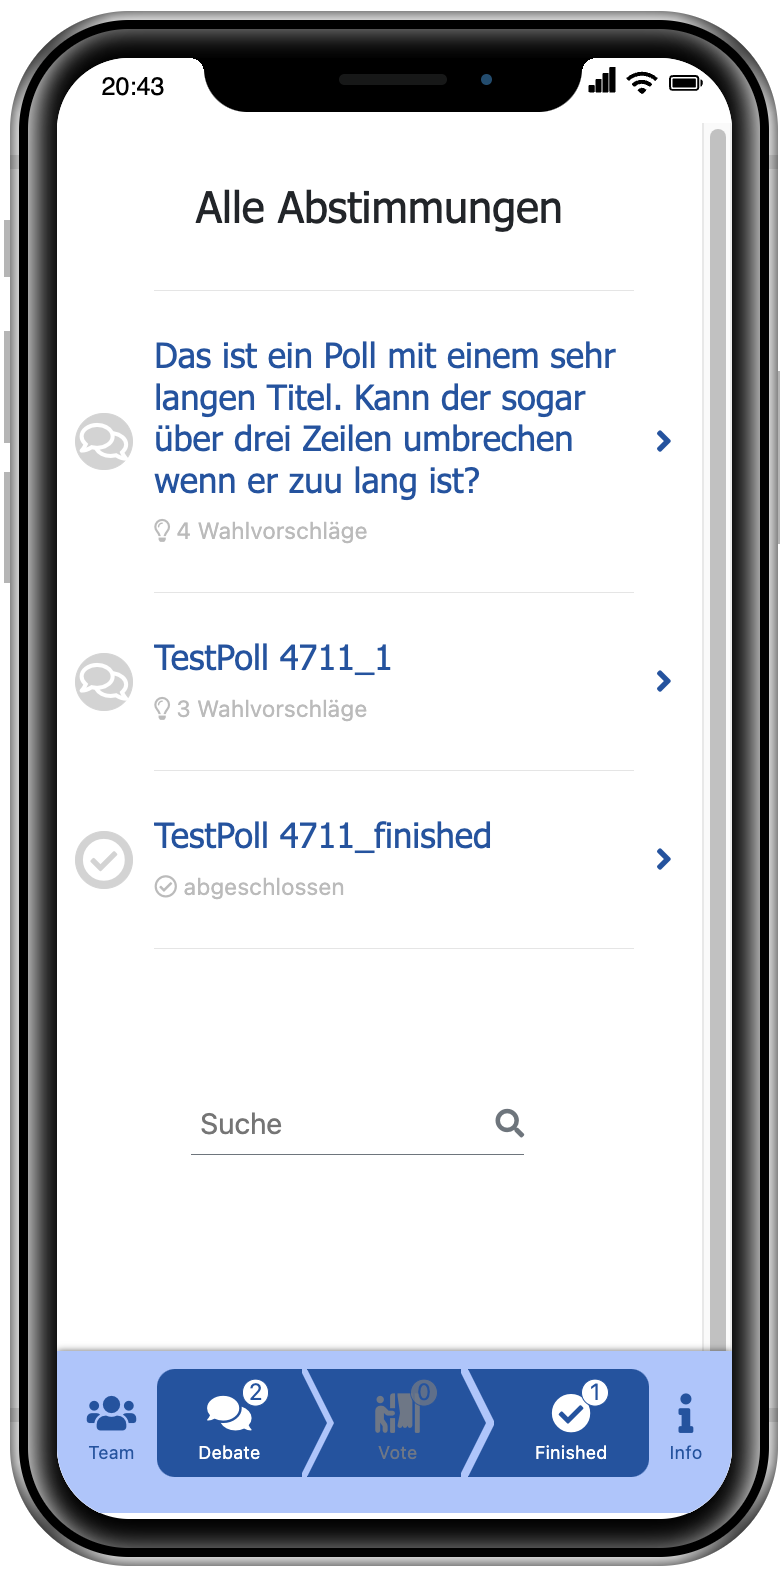 20:43
Alle Abstimmungen
Das ist ein Poll mit einem sehr
langen Titel. Kann der sogar
über drei Zeilen umbrechen
wenn er zuu lang ist?
4 Wahlvorschläge
TestPoll 4711_1
3 Wahlvorschläge
TestPoll 4711_finished
abgeschlossen
Suche
2
0
1
Team
Debate
Vote
Finished
Info